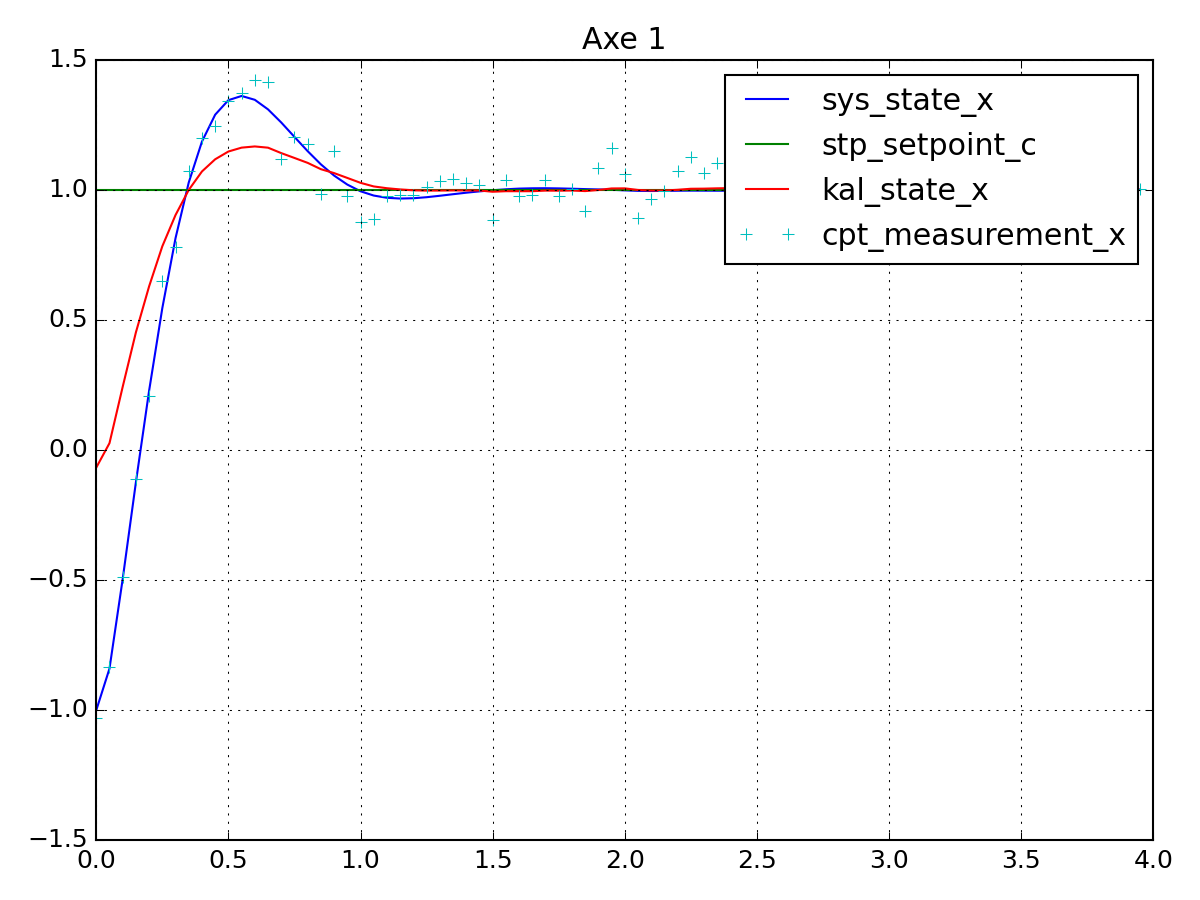 Axe 1
1.5
1.0
0.5
0.0
−0.5
−1.0
−1.5
sys_state_x
stp_setpoint_c
kal_state_x
cpt_measurement_x
0.0 0.5 1.0 1.5 2.0 2.5 3.0 3.5 4.0